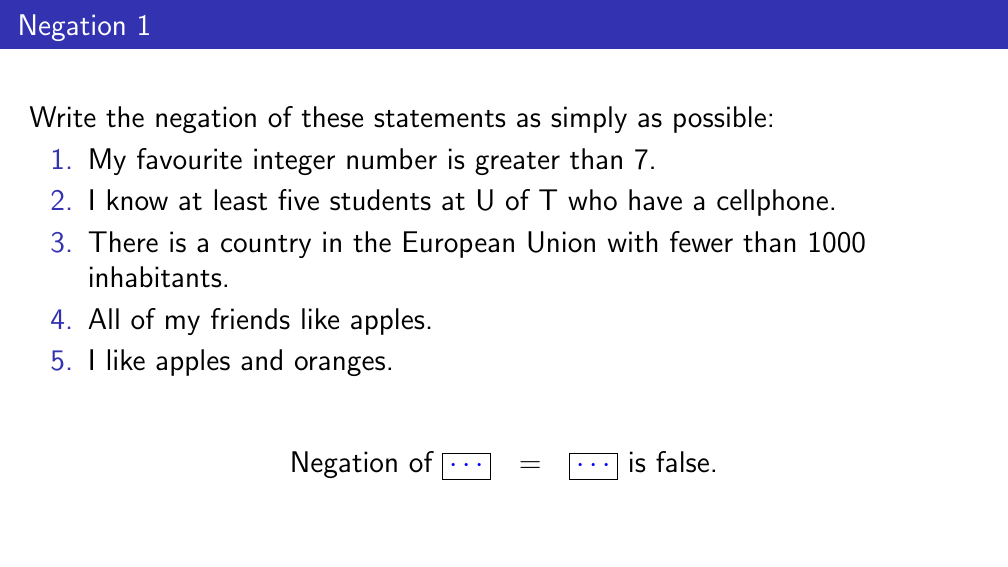 Negation 1
Write the negation of these statements as simply as possible:
1. My favourite integer number is greater than 7.
2. I know at least five students at U of T who have a cellphone.
3. There is a country in the European Union with fewer than 1000
inhabitants.
4. All of my friends like apples.
5. I like apples and oranges.
Negation of ··· = ··· is false.